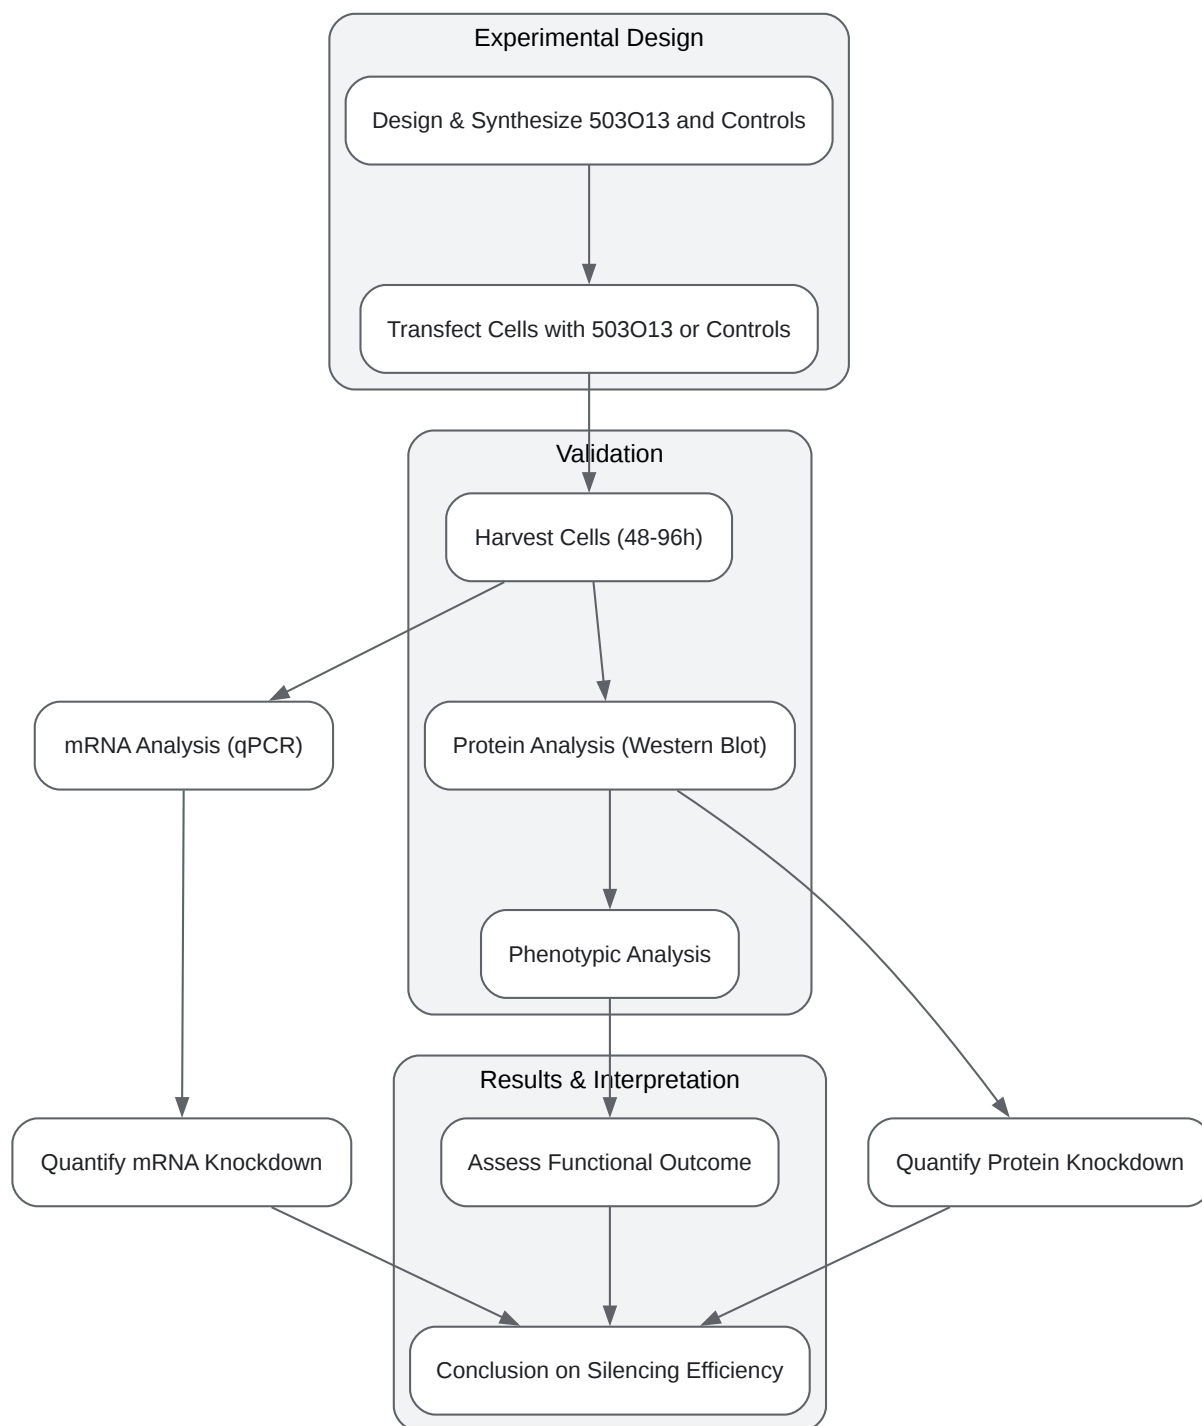 Experimental Design
Design & Synthesize 503O13 and Controls
Transfect Cells with 503O13 or Controls
Validation
Harvest Cells (48-96h)
mRNA Analysis (qPCR)
Protein Analysis (Western Blot)
Phenotypic Analysis
Results & Interpretation
Quantify mRNA Knockdown
Assess Functional Outcome
Quantify Protein Knockdown
Conclusion on Silencing Efficiency